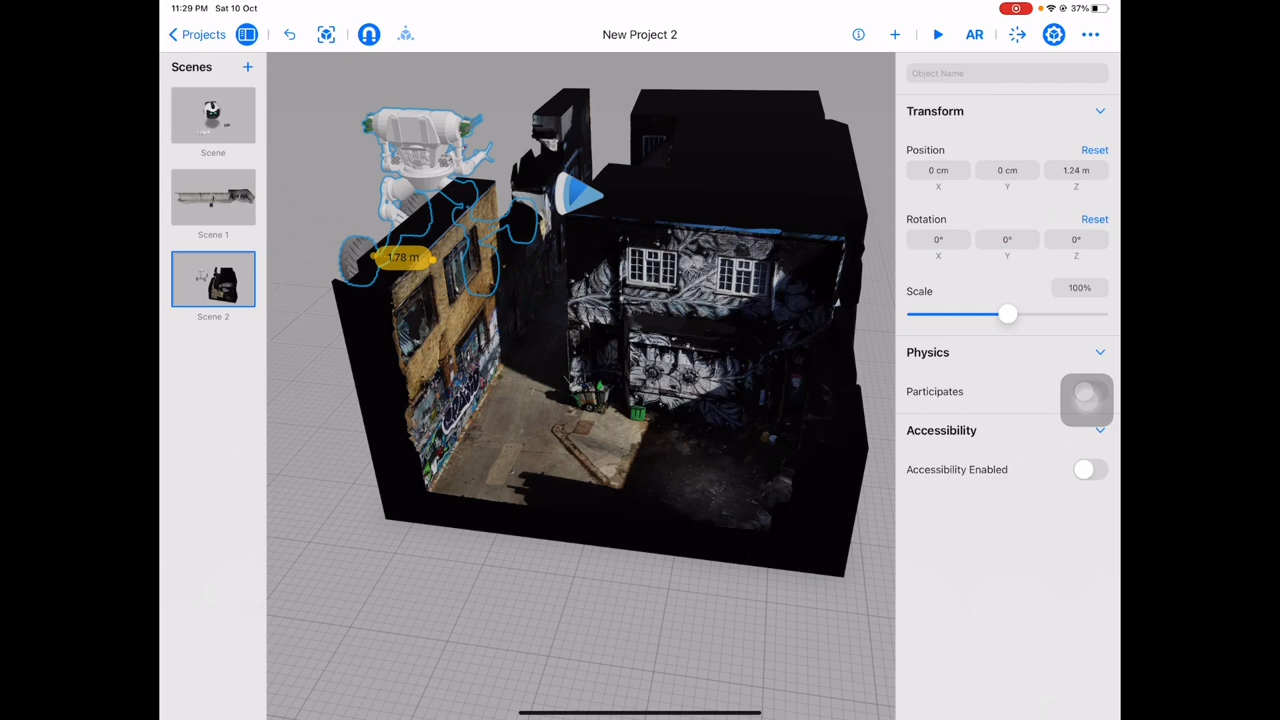 11:29 PM Sat 10 Oct
37%
Projects
New Project 2
AR
Scenes
Scene
Scene 1
Scene 2
1.78 m
Object Name
Transform
Position
Reset
0 cm
0 cm
1.24 m
X
Y
Z
Rotation
Reset
0°
0°
0°
X
Y
Z
Scale
100%
Physics
Participates
Accessibility
Accessibility Enabled